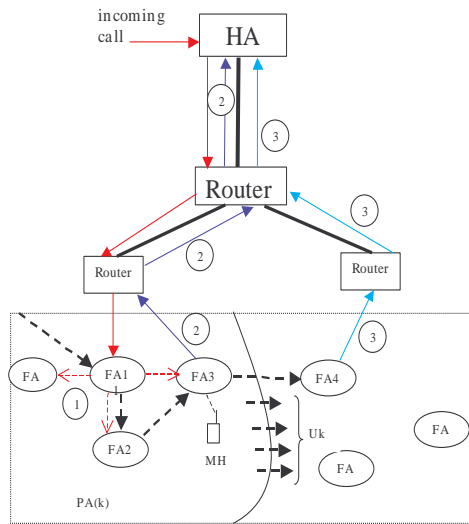 incoming
call
HA
2
3
Router
3
2
Router
Router
2
3
FA
FA1
FA3
FA4
1
Uk
FA
FA2
MH
FA
PA(k)